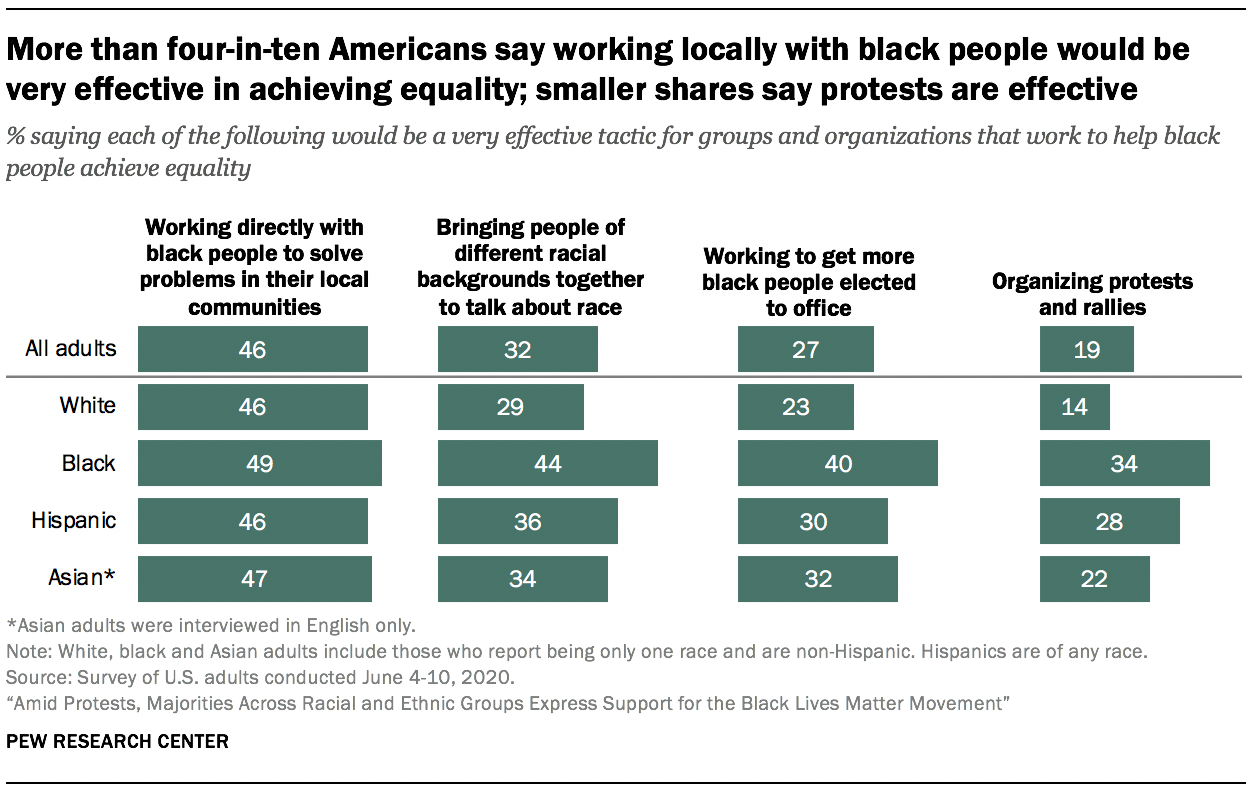 More than four-in-ten Americans say working locally with black people would be
very effective in achieving equality; smaller shares say protests are effective
% saying each of the following would be a very effective tactic for groups and organizations that work to help black
people achieve equality
Working directly with
black people to solve
problems in their local
communities
Bringing people of
different racial
backgrounds together
to talk about race
Working to get more
black people elected
to office
Organizing protests
and rallies
All adults 46 32 27 19
White 46 29 23 14
Black 49 44 40 34
Hispanic 46 36 30 28
Asian* 47 34 32 22
*Asian adults were interviewed in English only.
Note: White, black and Asian adults include those who report being only one race and are non-Hispanic. Hispanics are of any race.
Source: Survey of U.S. adults conducted June 4-10, 2020.
“Amid Protests, Majorities Across Racial and Ethnic Groups Express Support for the Black Lives Matter Movement”
PEW RESEARCH CENTER